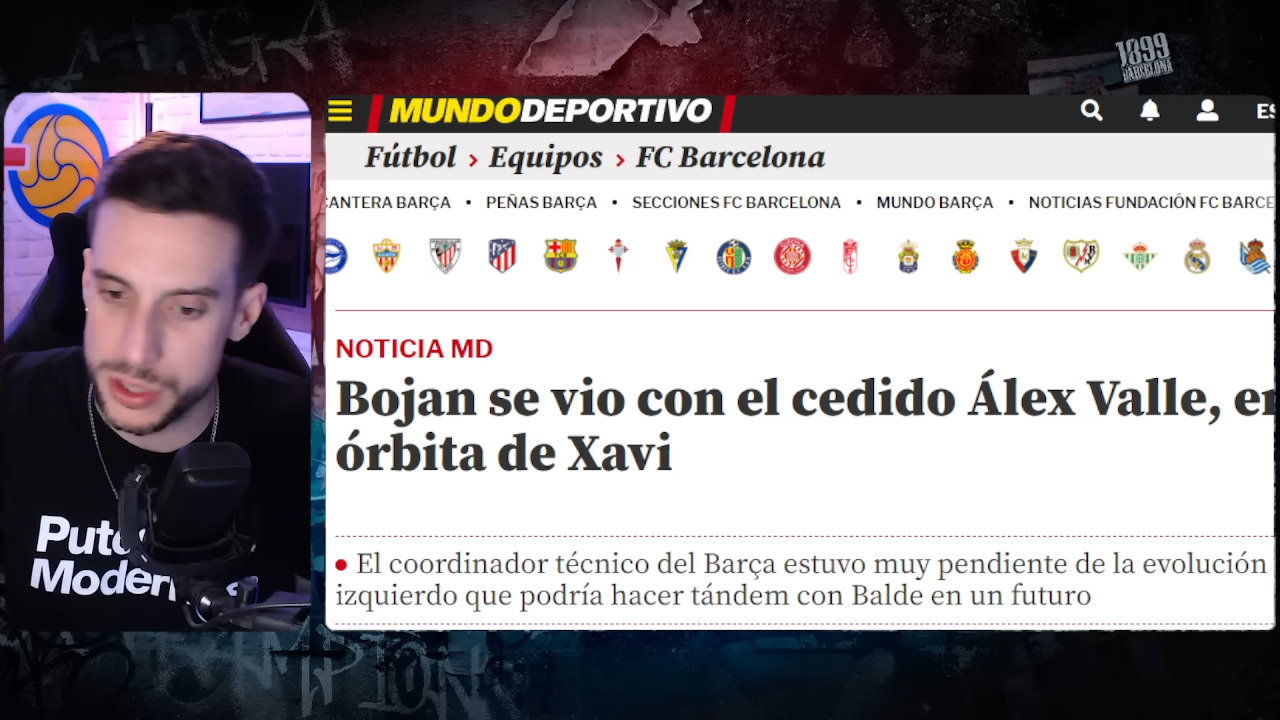 1899
BARCELONA
MUNDODEPORTIVO
ES
Fútbol › Equipos › FC Barcelona
CANTERA BARÇA • PEÑAS BARÇA • SECCIONES FC BARCELONA • MUNDO BARÇA • NOTICIAS FUNDACIÓN FC BARCE
NOTICIA MD
Bojan se vio con el cedido Álex Valle, en
órbita de Xavi
• El coordinador técnico del Barça estuvo muy pendiente de la evolución
izquierdo que podría hacer tándem con Balde en un futuro
Moder